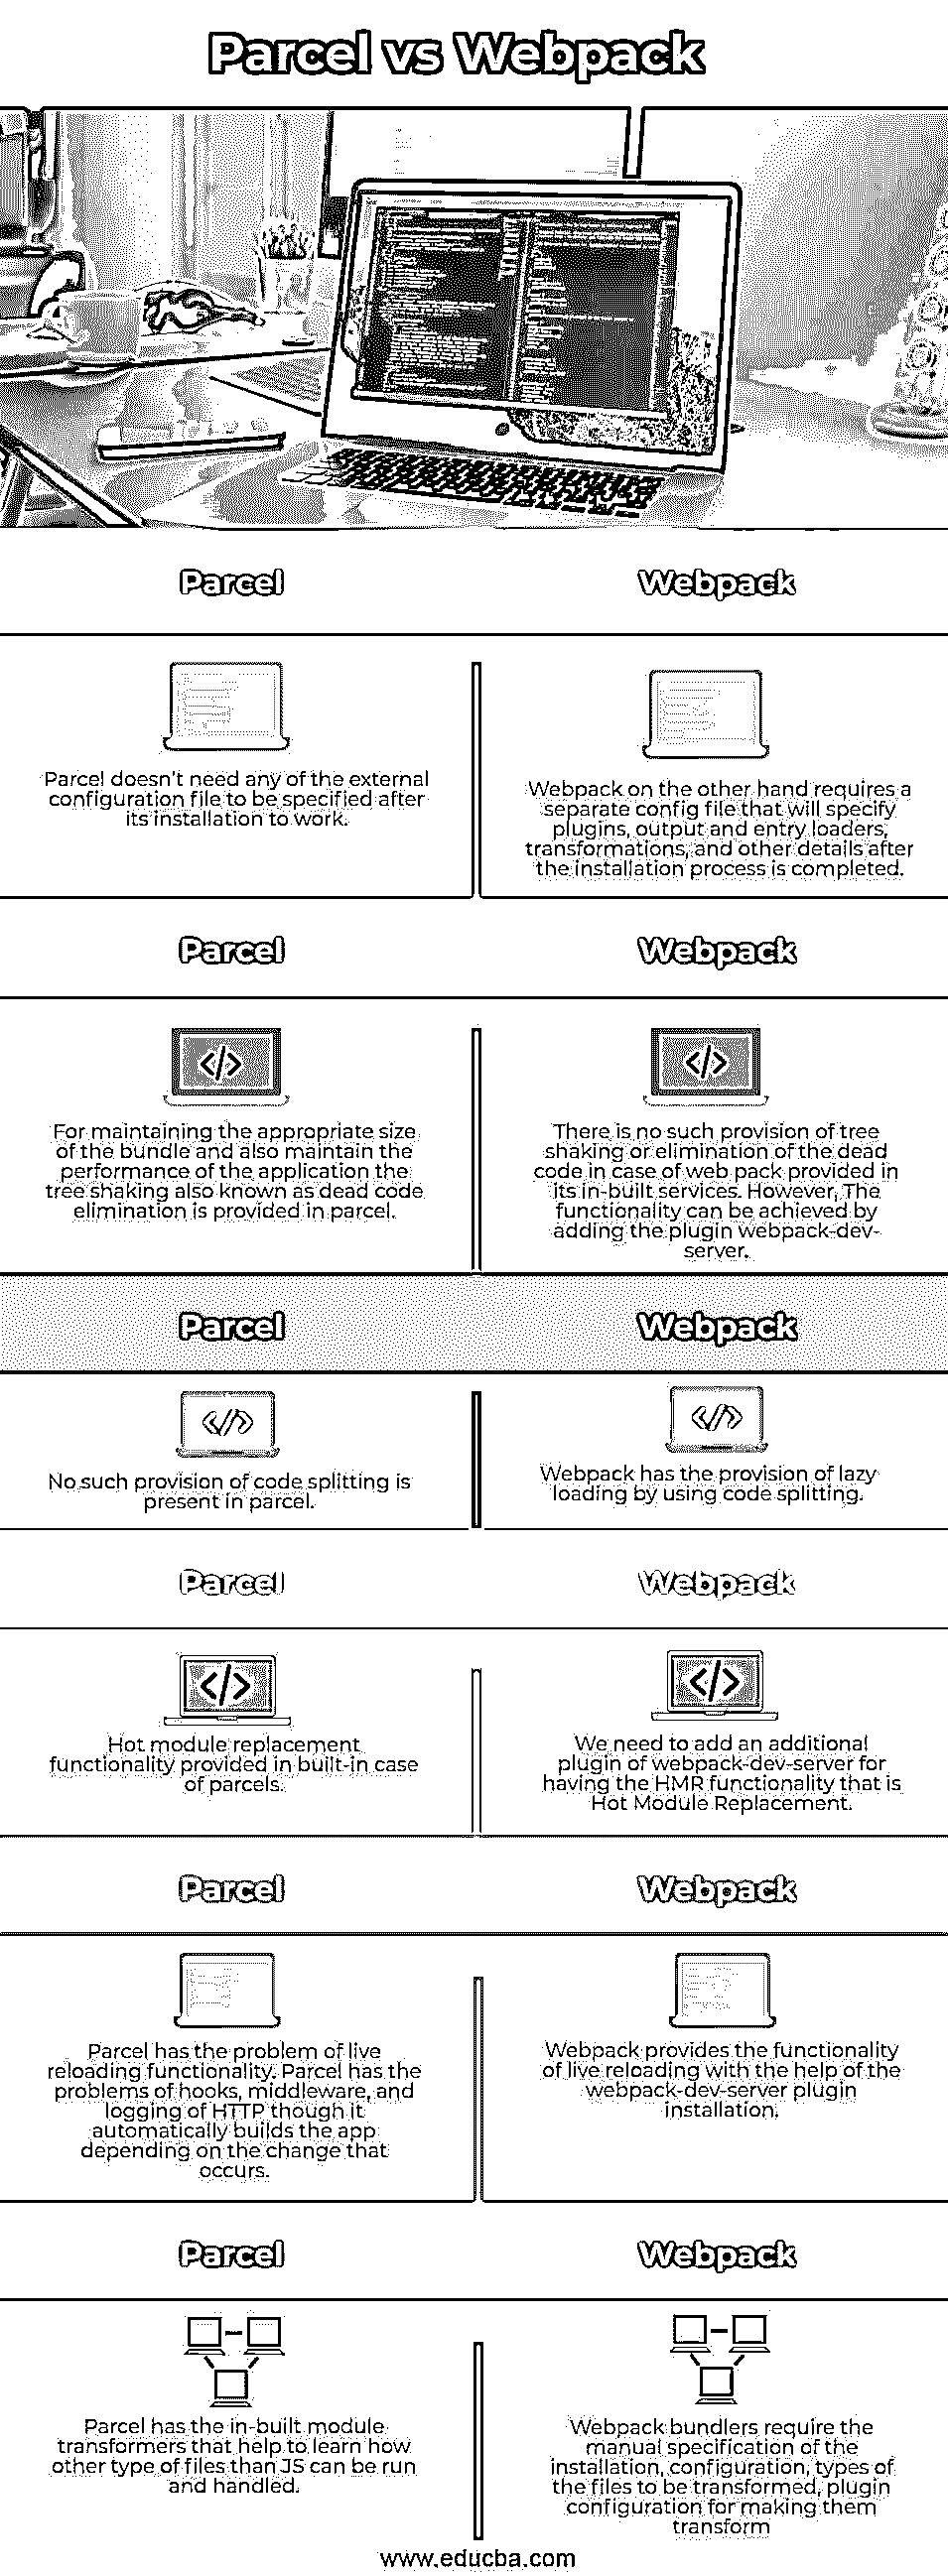 Parcel vs Webpack
Parcel
Webpack
Parcel doesn't need any of the external
configuration file to be specified after
its installation to work.
Webpack on the other hand requires a
separate config file that will specify
plugins, output and entry loaders,
transformations, and other details after
the installation process is completed.
Parcel
Webpack
For maintaining the appropriate size
of the bundle and also maintain the
performance of the application the
tree shaking also known as dead code
elimination is provided in parcel.
There is no such provision of tree
shaking or elimination of the dead
code in case of web pack provided in
its in-built services. However, The
functionality can be achieved by
adding the plugin webpack-dev-
server.
Parcel
Webpack
No such provision of code splitting is
present in parcel.
Webpack has the provision of lazy
loading by using code splitting.
Parcel
Webpack
Hot module replacement
functionality provided in built-in case
of parcels.
We need to add an additional
plugin of webpack-dev-server for
having the HMR functionality that is
Hot Module Replacement.
Parcel
Webpack
Parcel has the problem of live
reloading functionality. Parcel has the
problems of hooks, middleware, and
logging of HTTP though it
automatically builds the app
depending on the change that
occurs.
Webpack provides the functionality
of live reloading with the help of the
webpack-dev-server plugin
installation.
Parcel
Webpack
Parcel has the in-built module
transformers that help to learn how
other type of files than JS can be run
and handled.
Webpack bundlers require the
manual specification of the
installation, configuration, types of
the files to be transformed, plugin
configuration for making them
transform
www.educba.com